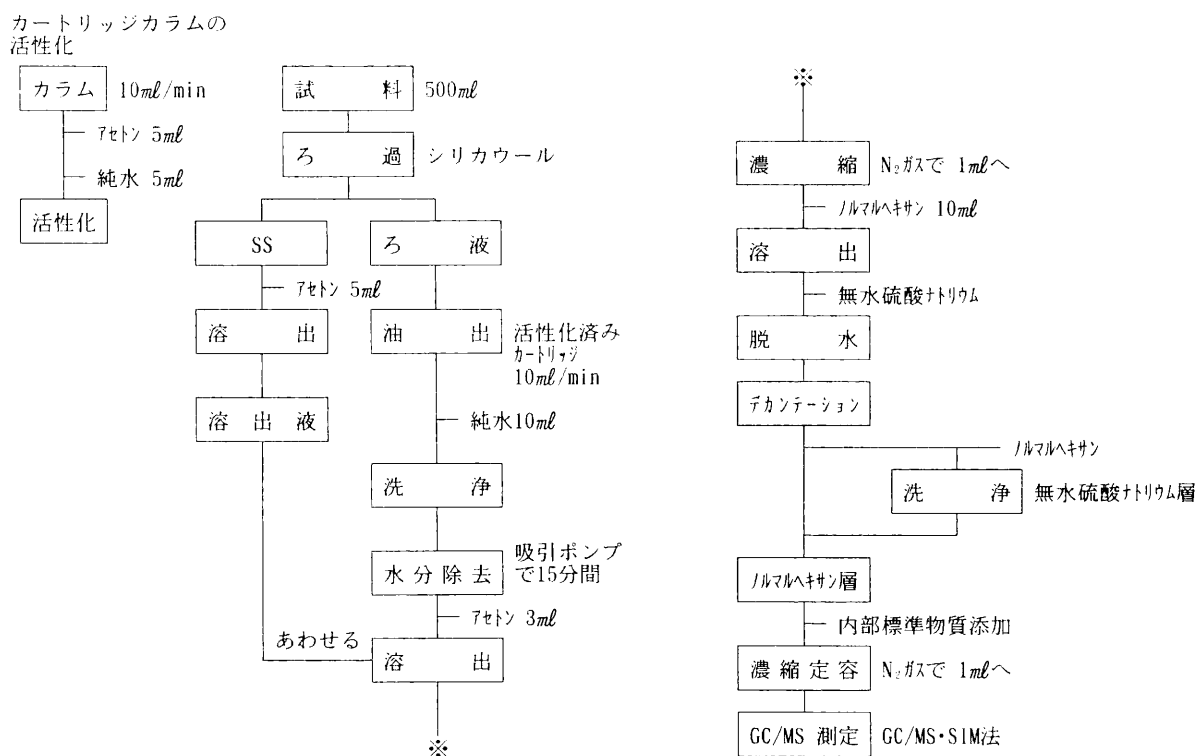 カートリッジカラムの
活性化
カラム 10mℓ/min
アセトン 5mℓ
純水 5mℓ
活性化
試料 500mℓ
ろ過 シリカウール
SS
ろ液
アセトン 5mℓ
溶出
油出 活性化済み
カートリッジ
10mℓ/min
溶出液
純水10mℓ
洗浄
水分除去 吸引ポンプ
で15分間
アセトン 3mℓ
あわせる
溶出
※
※
濃縮 N₂ガスで 1mℓへ
ノルマルヘキサン 10mℓ
溶出
無水硫酸ナトリウム
脱水
デカンテーション
ノルマルヘキサン
洗浄 無水硫酸ナトリウム層
ノルマルヘキサン層
内部標準物質添加
濃縮定容 N₂ガスで 1mℓへ
GC/MS 測定 GC/MS・SIM法